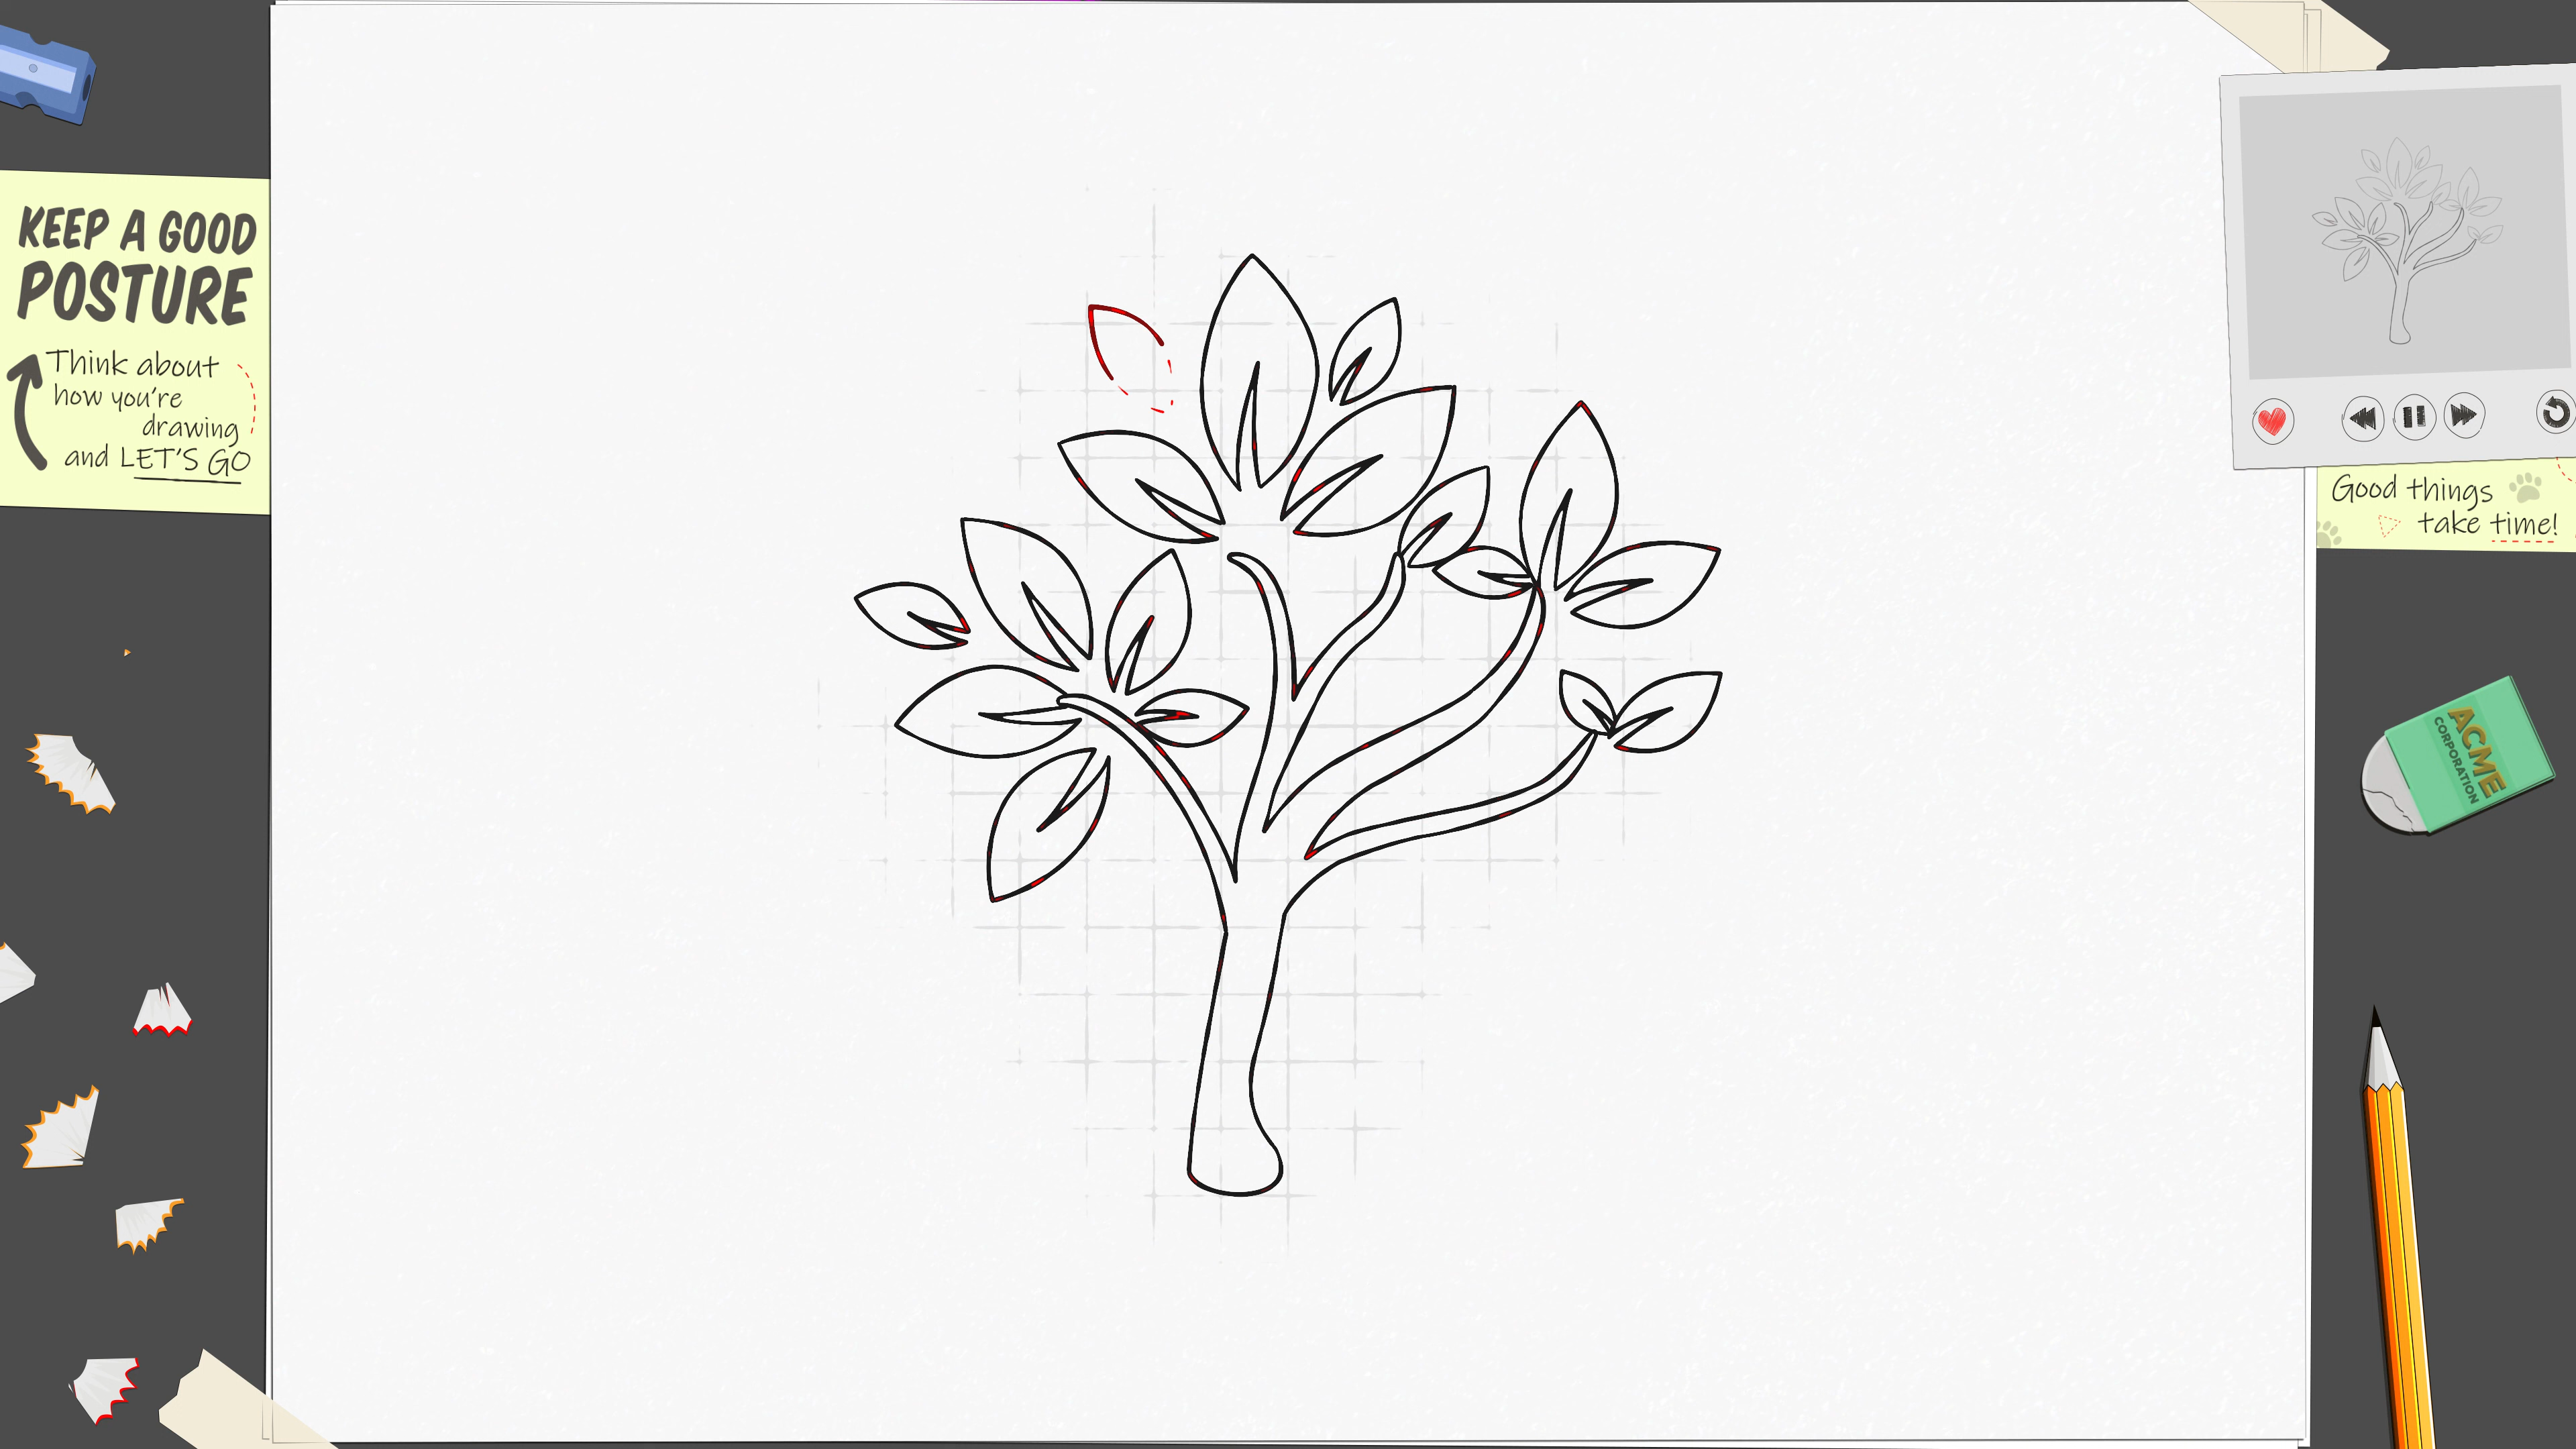 KEEP A GOOD
POSTURE
Think about
how you're
drawing
and LET'S GO
Good things
take time!
ACME
CORPORATION